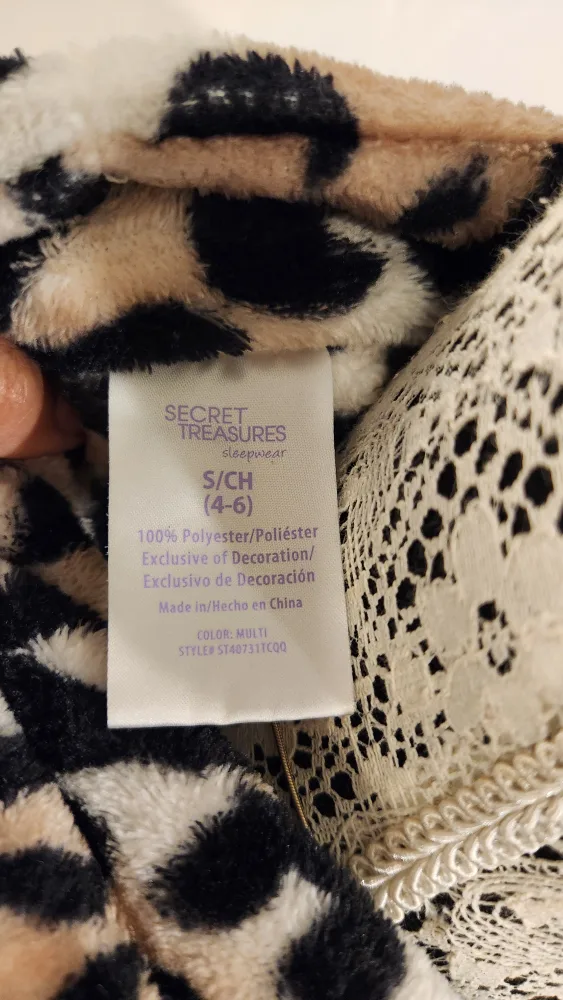 SECRET
TREASURES
sleepwear
S/CH
(4-6)
100% Polyester/Poliéster
Exclusive of Decoration/
Exclusivo de Decoración
Made in/Hecho en China
COLOR: MULTI
STYLE# ST40731TCQQ